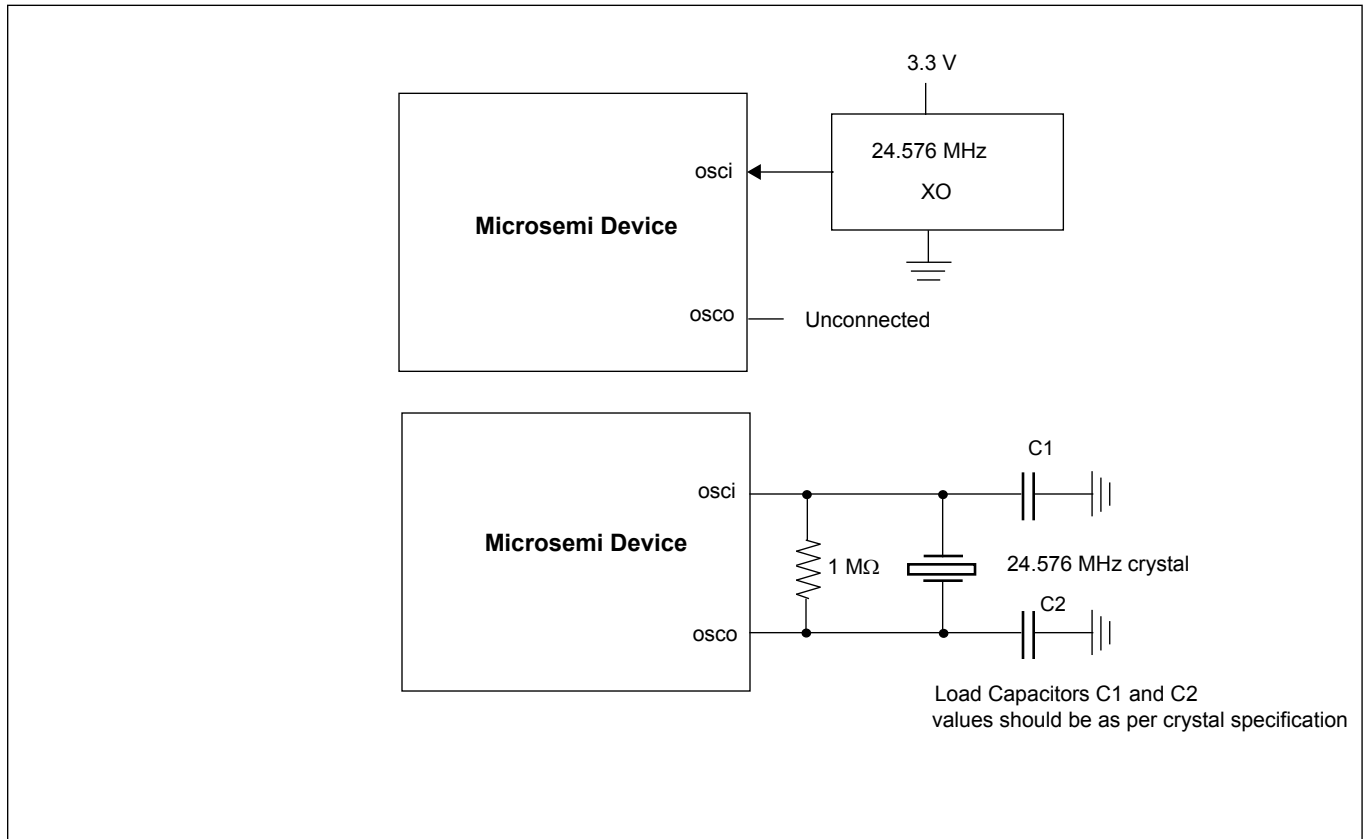 3.3 V
24.576 MHz
XO
osci
Microsemi Device
osco
Unconnected
C1
osci
Microsemi Device
1 MΩ
24.576 MHz crystal
C2
osco
Load Capacitors C1 and C2
values should be as per crystal specification